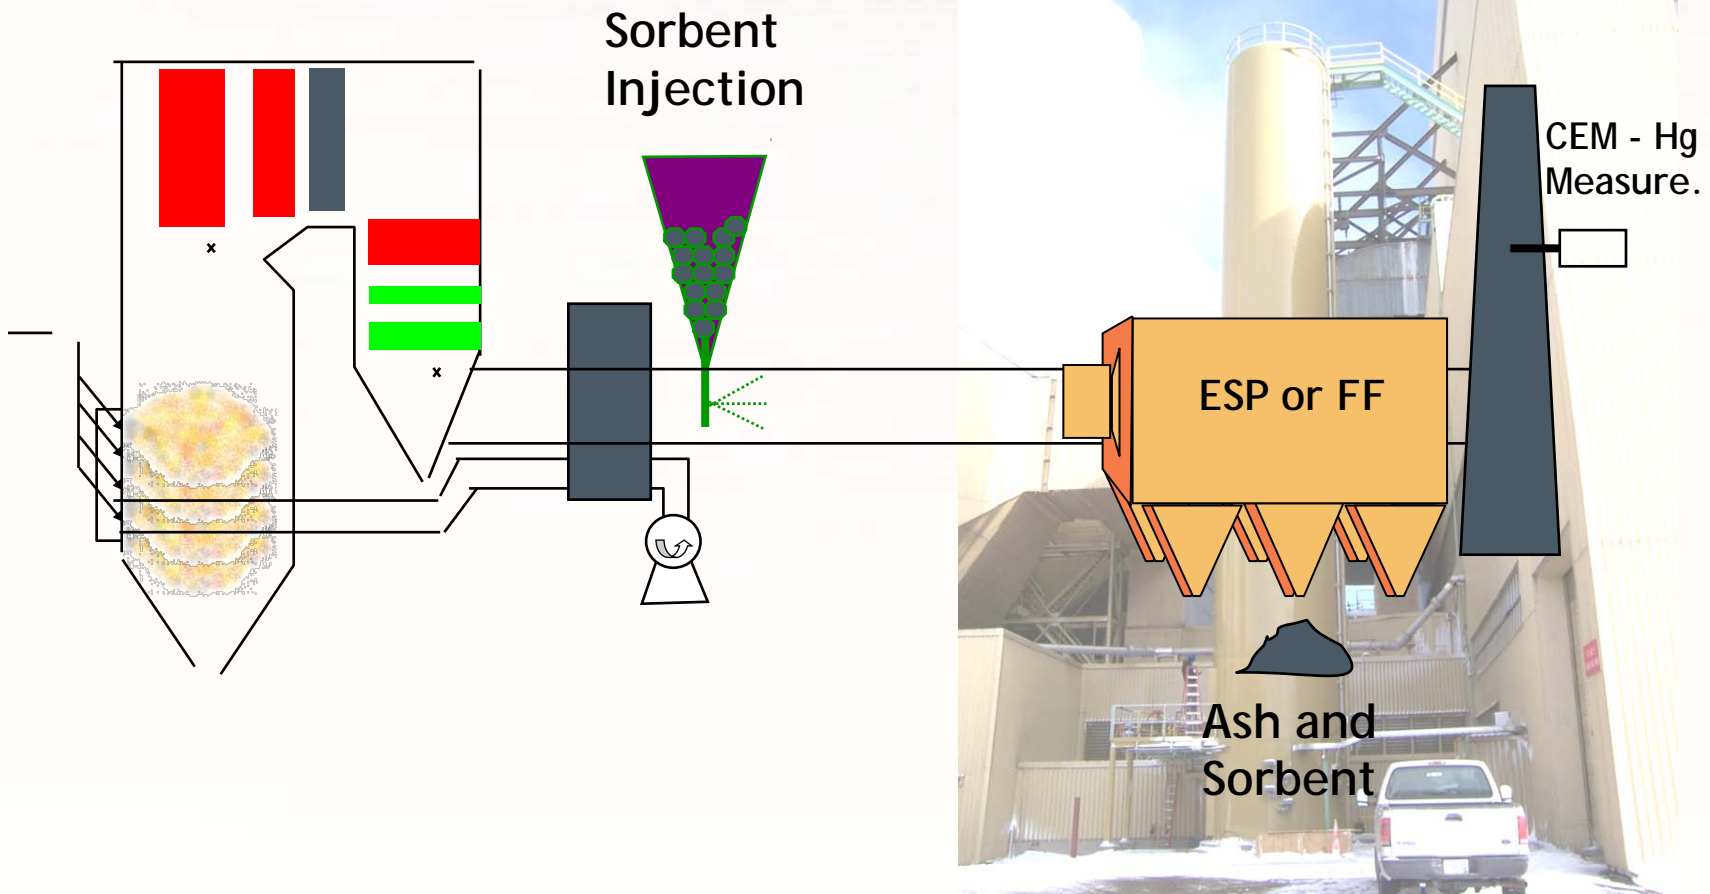 Sorbent
Injection
CEM - Hg
Measure.
ESP or FF
Ash and
Sorbent